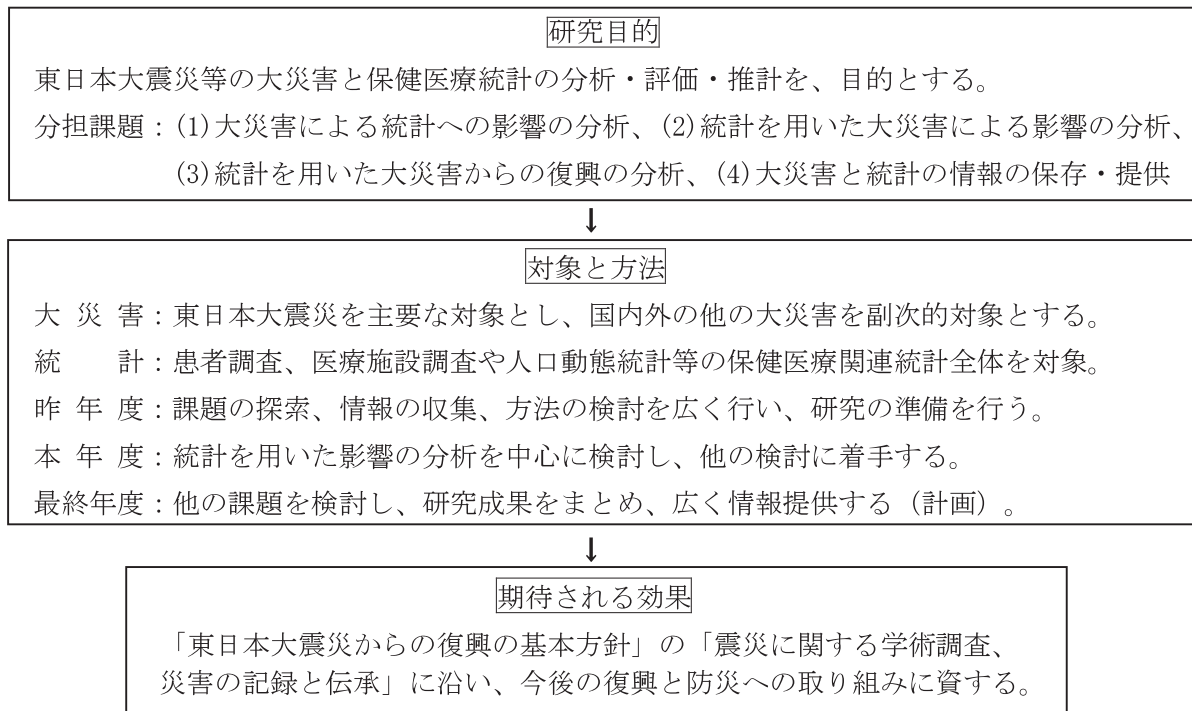 研究目的
東日本大震災等の大災害と保健医療統計の分析・評価・推計を、目的とする。
分担課題：(1)大災害による統計への影響の分析、(2)統計を用いた大災害による影響の分析、
(3)統計を用いた大災害からの復興の分析、(4)大災害と統計の情報の保存・提供
↓
対象と方法
大 災 害：東日本大震災を主要な対象とし、国内外の他の大災害を副次的対象とする。
統　　計：患者調査、医療施設調査や人口動態統計等の保健医療関連統計全体を対象。
昨 年 度：課題の探索、情報の収集、方法の検討を広く行い、研究の準備を行う。
本 年 度：統計を用いた影響の分析を中心に検討し、他の検討に着手する。
最終年度：他の課題を検討し、研究成果をまとめ、広く情報提供する（計画）。
↓
期待される効果
「東日本大震災からの復興の基本方針」の「震災に関する学術調査、
災害の記録と伝承」に沿い、今後の復興と防災への取り組みに資する。